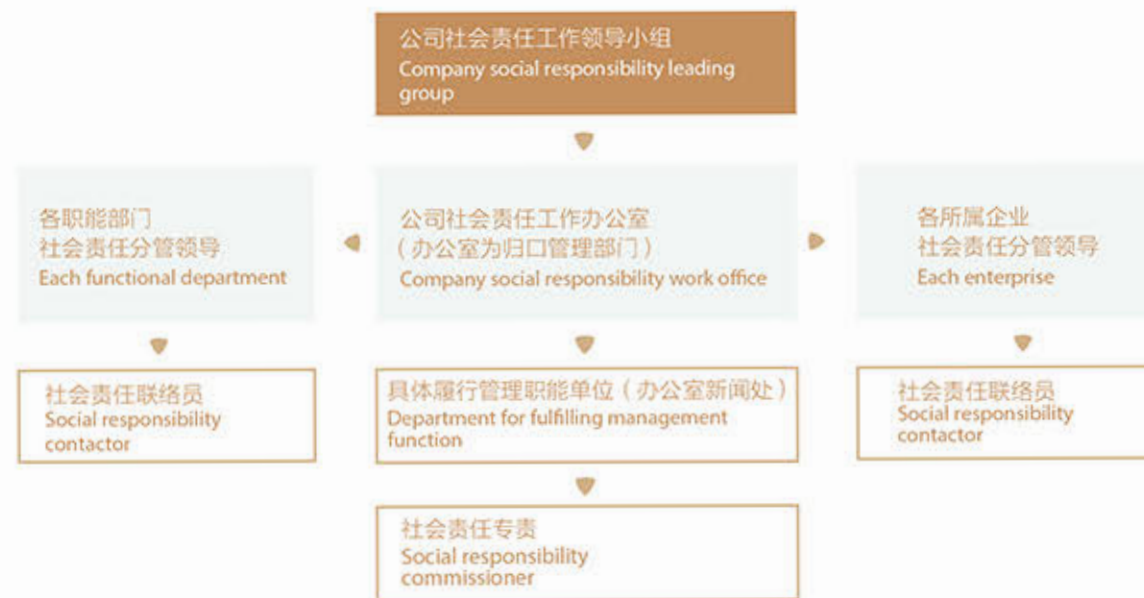 公司社会责任工作领导小组
Company social responsibility leading
group
各职能部门
社会责任分管领导
Each functional department
公司社会责任工作办公室
（办公室为归口管理部门）
Company social responsibility work office
各所属企业
社会责任分管领导
Each enterprise
社会责任联络员
Social responsibility
contactor
具体履行管理职能单位（办公室新闻处）
Department for fulfilling management
function
社会责任联络员
Social responsibility
contactor
社会责任专责
Social responsibility
commissioner